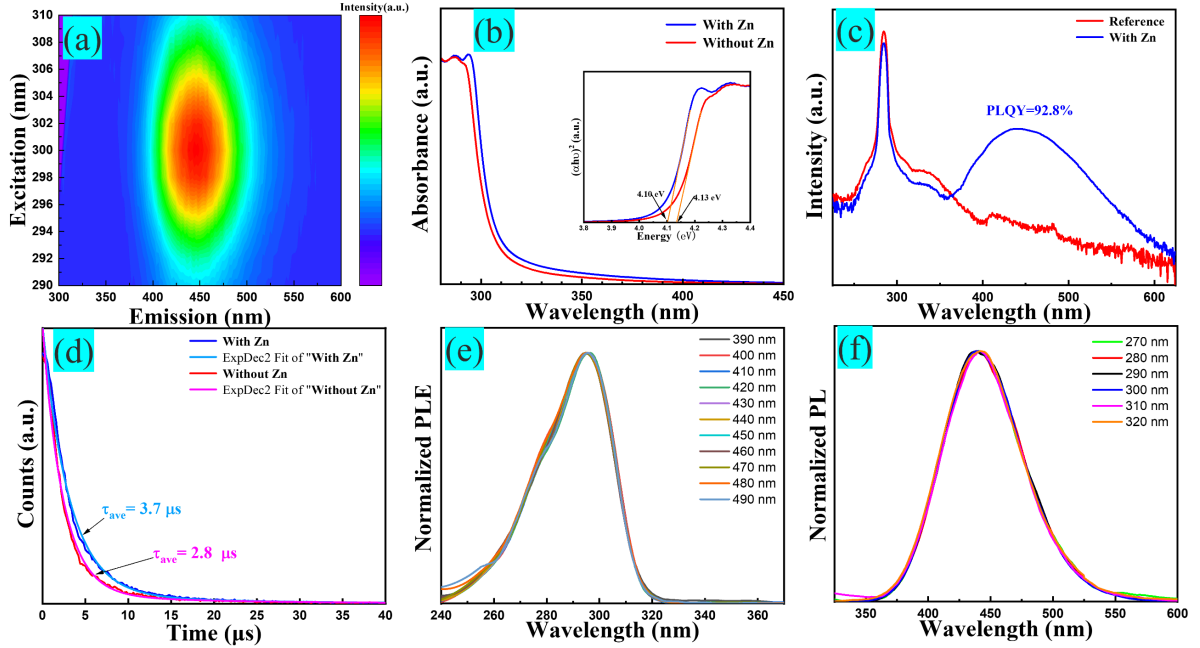 Intensity(a.u.)
(a)
310
308
306
304
302
300
298
296
294
292
290
Excitation (nm)
300 350 400 450 500 550 600
Emission (nm)
(b)
With Zn
Without Zn
Absorbance (a.u.)
(αhυ)² (a.u.)
4.10 eV
4.13 eV
3.8 3.9 4.0 4.1 4.2 4.3 4.4
Energy (eV)
300 350 400 450
Wavelength (nm)
(c)
Reference
With Zn
PLQY=92.8%
Intensity (a.u.)
300 400 500 600
Wavelength (nm)
(d)
With Zn
ExpDec2 Fit of "With Zn"
Without Zn
ExpDec2 Fit of "Without Zn"
τave= 3.7 μs
τave= 2.8 μs
Counts (a.u.)
0 5 10 15 20 25 30 35 40
Time (μs)
(e)
390 nm
400 nm
410 nm
420 nm
430 nm
440 nm
450 nm
460 nm
470 nm
480 nm
490 nm
Normalized PLE
240 260 280 300 320 340 360
Wavelength (nm)
(f)
270 nm
280 nm
290 nm
300 nm
310 nm
320 nm
Normalized PL
350 400 450 500 550 600
Wavelength (nm)